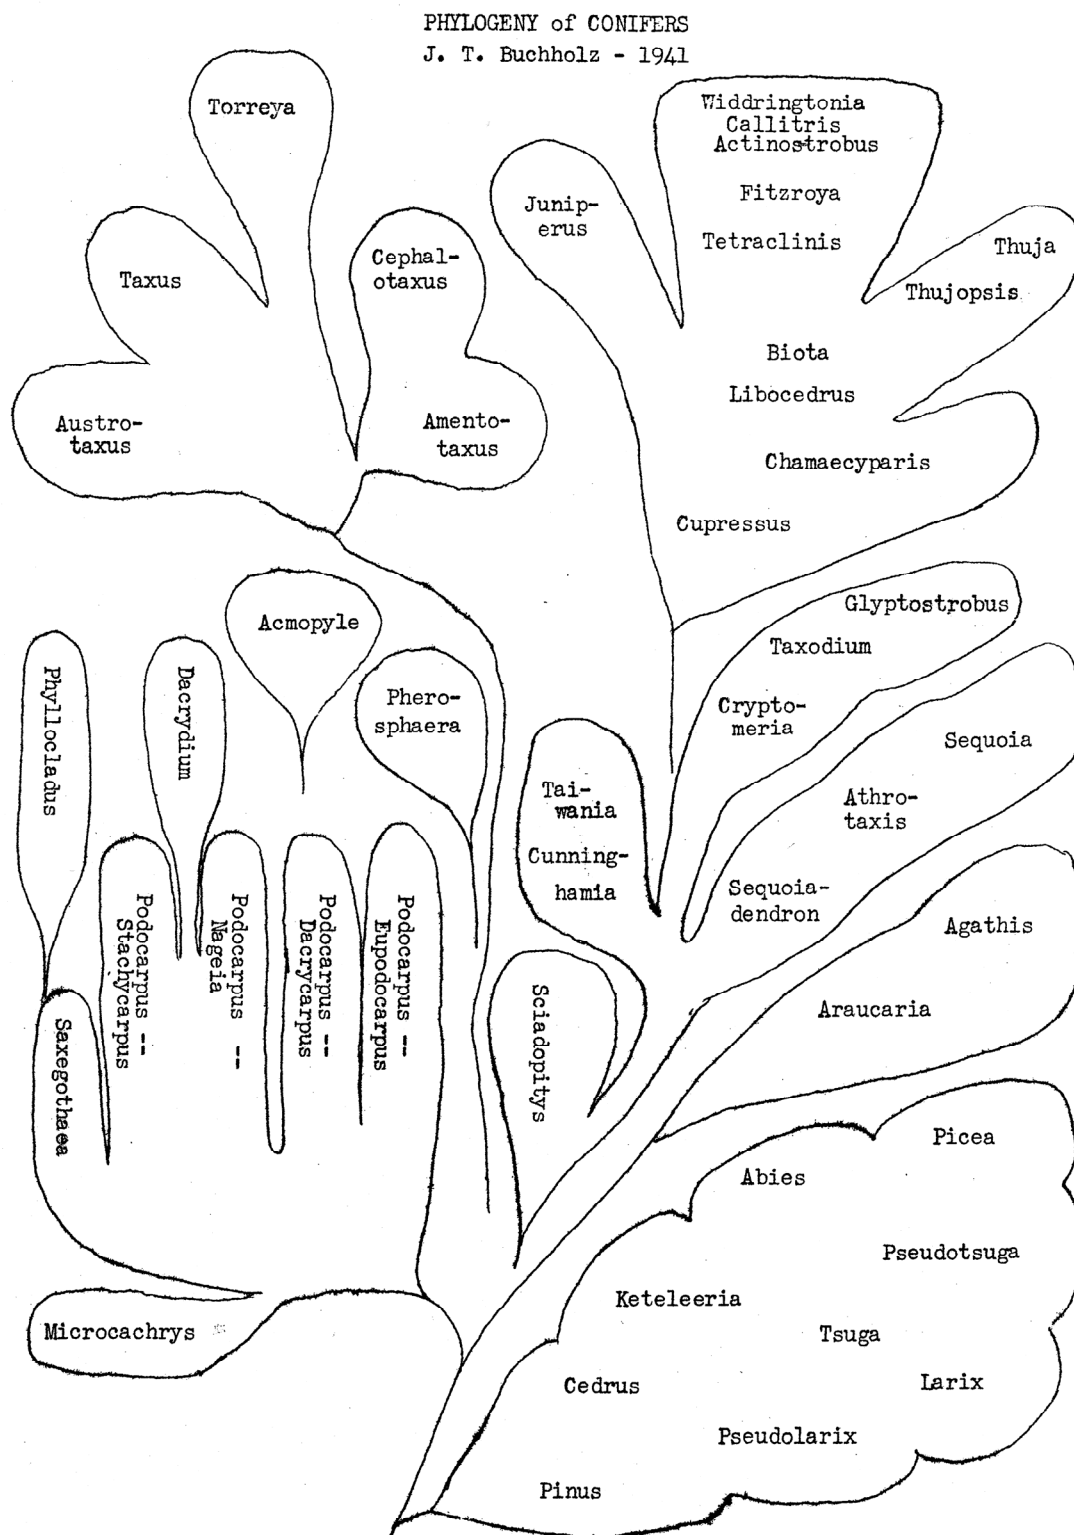 PHYLOGENY of CONIFERS
J. T. Buchholz - 1941
Torreya
Taxus
Cephal-
otaxus
Austro-
taxus
Amento-
taxus
Widdringtonia
Callitris
Actinostrobus
Fitzroya
Tetraclinis
Junip-
erus
Thuja
Thujopsis
Biota
Libocedrus
Chamaecyparis
Cupressus
Glyptostrobus
Taxodium
Crypto-
meria
Acmopyle
Phero-
sphaera
Phyllocladus
Dacrydium
Tai-
wania
Cunning-
hamia
Sequoia
Athro-
taxis
Sequoia-
dendron
Agathis
Araucaria
Podocarpus --
Stachycarpus
Podocarpus --
Nageia
Podocarpus --
Dacrycarpus
Podocarpus --
Eupodocarpus
Saxegothaea
Sciadopitys
Microcachrys
Picea
Abies
Pseudotsuga
Keteleeria
Tsuga
Cedrus
Larix
Pseudolarix
Pinus